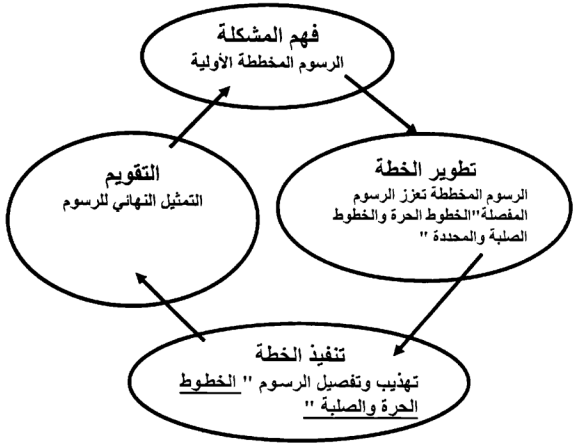 فهم المشكلة
الرسوم المخططة الأولية
تطوير الخطة
الرسوم المخططة تعزز الرسوم
المفصلة"الخطوط الحرة والخطوط
الصلبة والمحددة "
تنفيذ الخطة
تهذيب وتفصيل الرسوم " الخطوط
الحرة والصلبة "
التقويم
التمثيل النهائي للرسوم